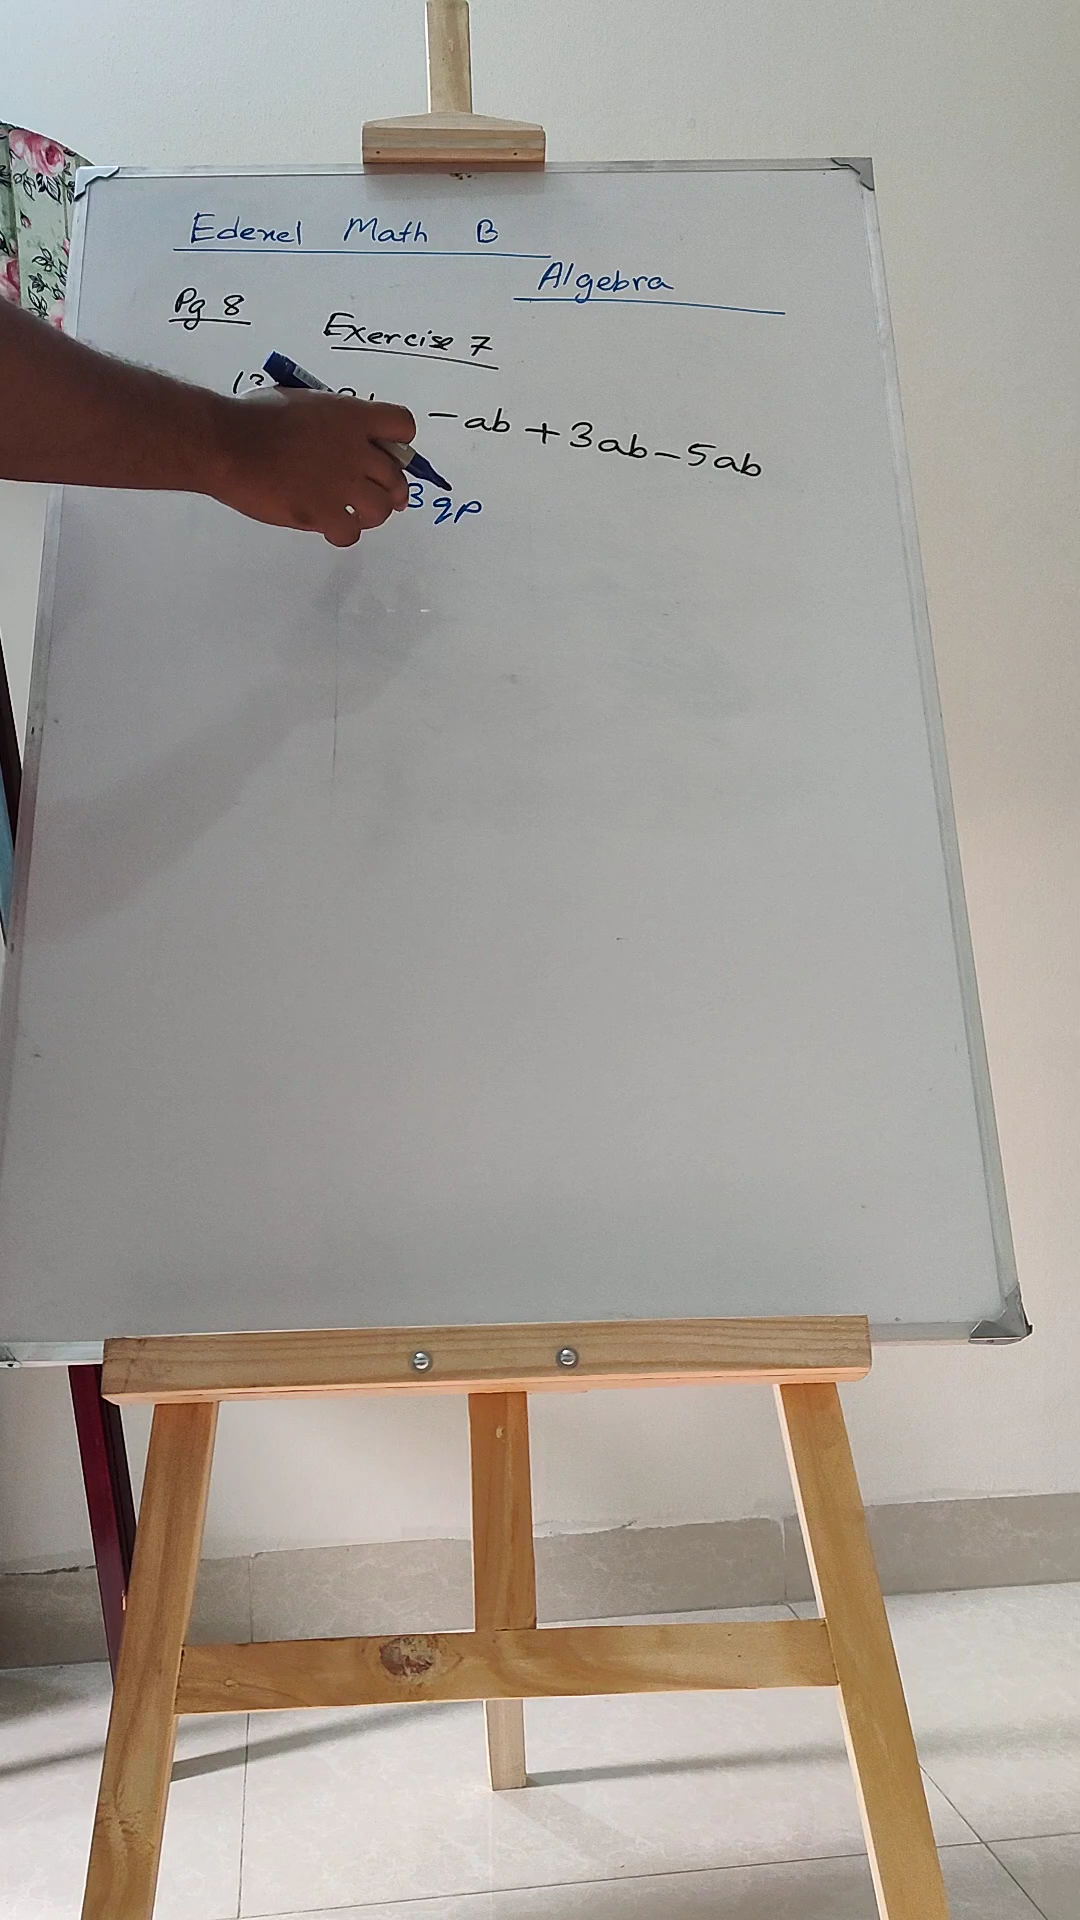 Edexel Math B
Algebra
Pg 8
Exercise 7
- ab + 3ab - 5ab
3qp